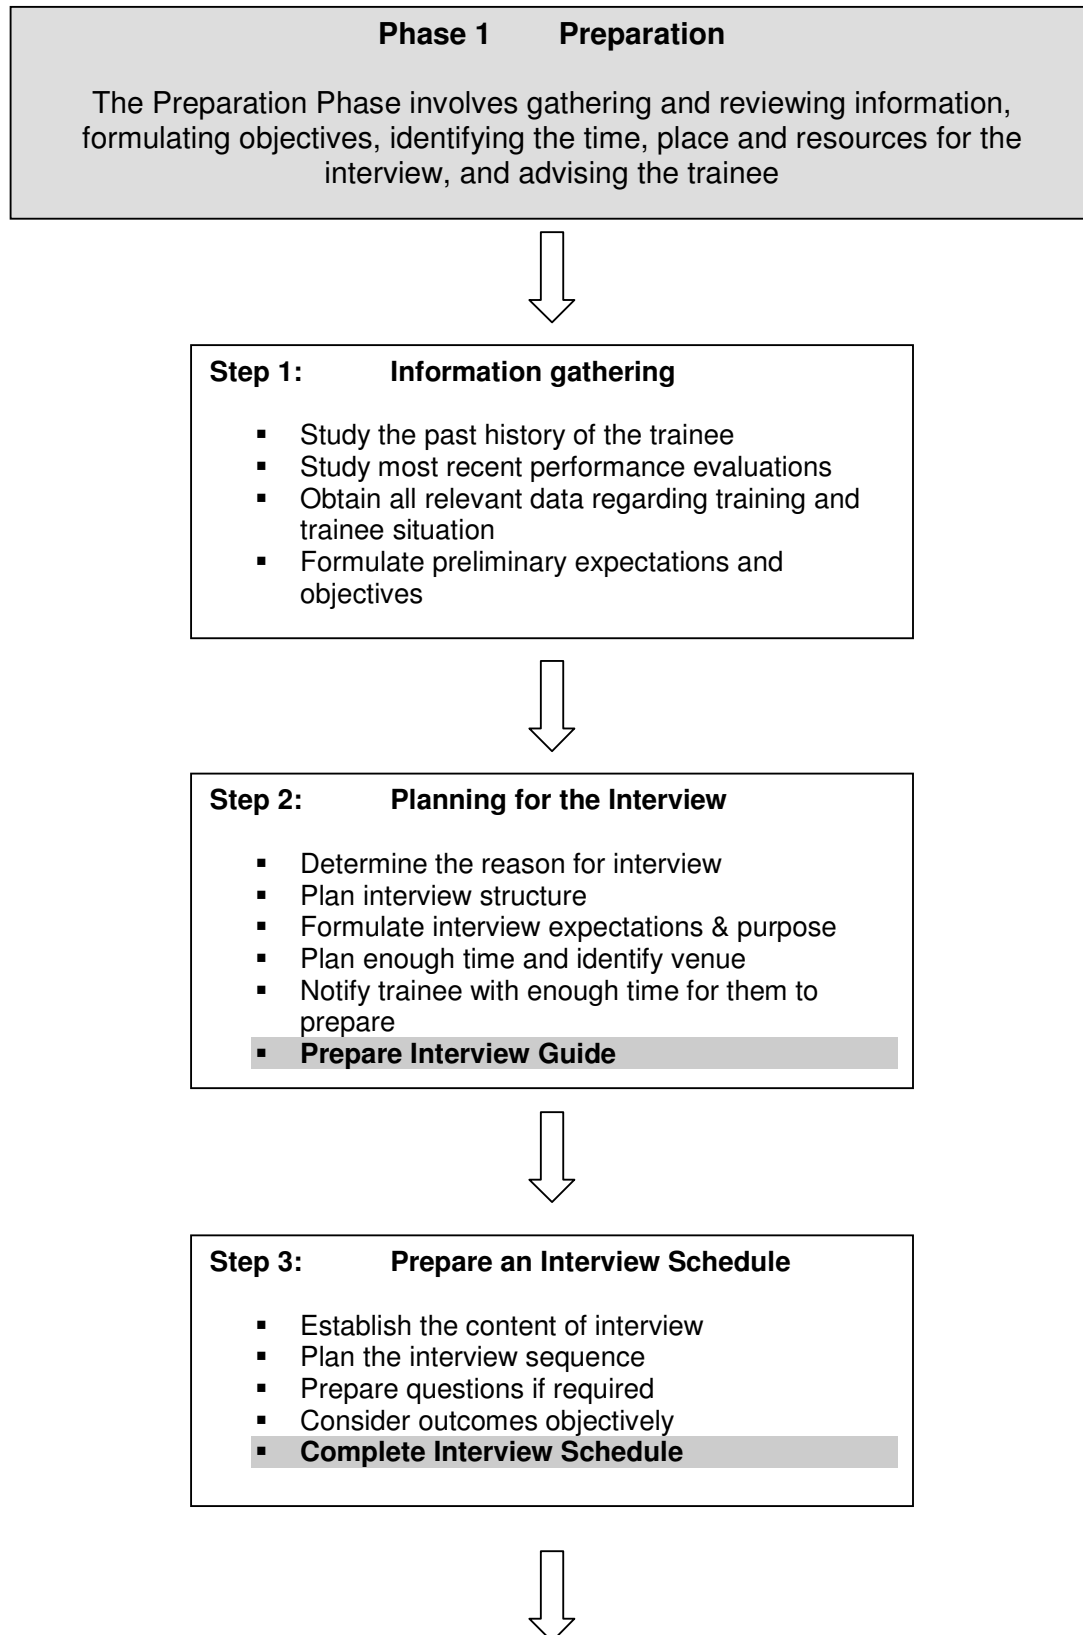 Phase 1 Preparation
The Preparation Phase involves gathering and reviewing information,
formulating objectives, identifying the time, place and resources for the
interview, and advising the trainee
Step 1: Information gathering
▪ Study the past history of the trainee
▪ Study most recent performance evaluations
▪ Obtain all relevant data regarding training and
trainee situation
▪ Formulate preliminary expectations and
objectives
Step 2: Planning for the Interview
▪ Determine the reason for interview
▪ Plan interview structure
▪ Formulate interview expectations & purpose
▪ Plan enough time and identify venue
▪ Notify trainee with enough time for them to
prepare
▪ Prepare Interview Guide
Step 3: Prepare an Interview Schedule
▪ Establish the content of interview
▪ Plan the interview sequence
▪ Prepare questions if required
▪ Consider outcomes objectively
▪ Complete Interview Schedule